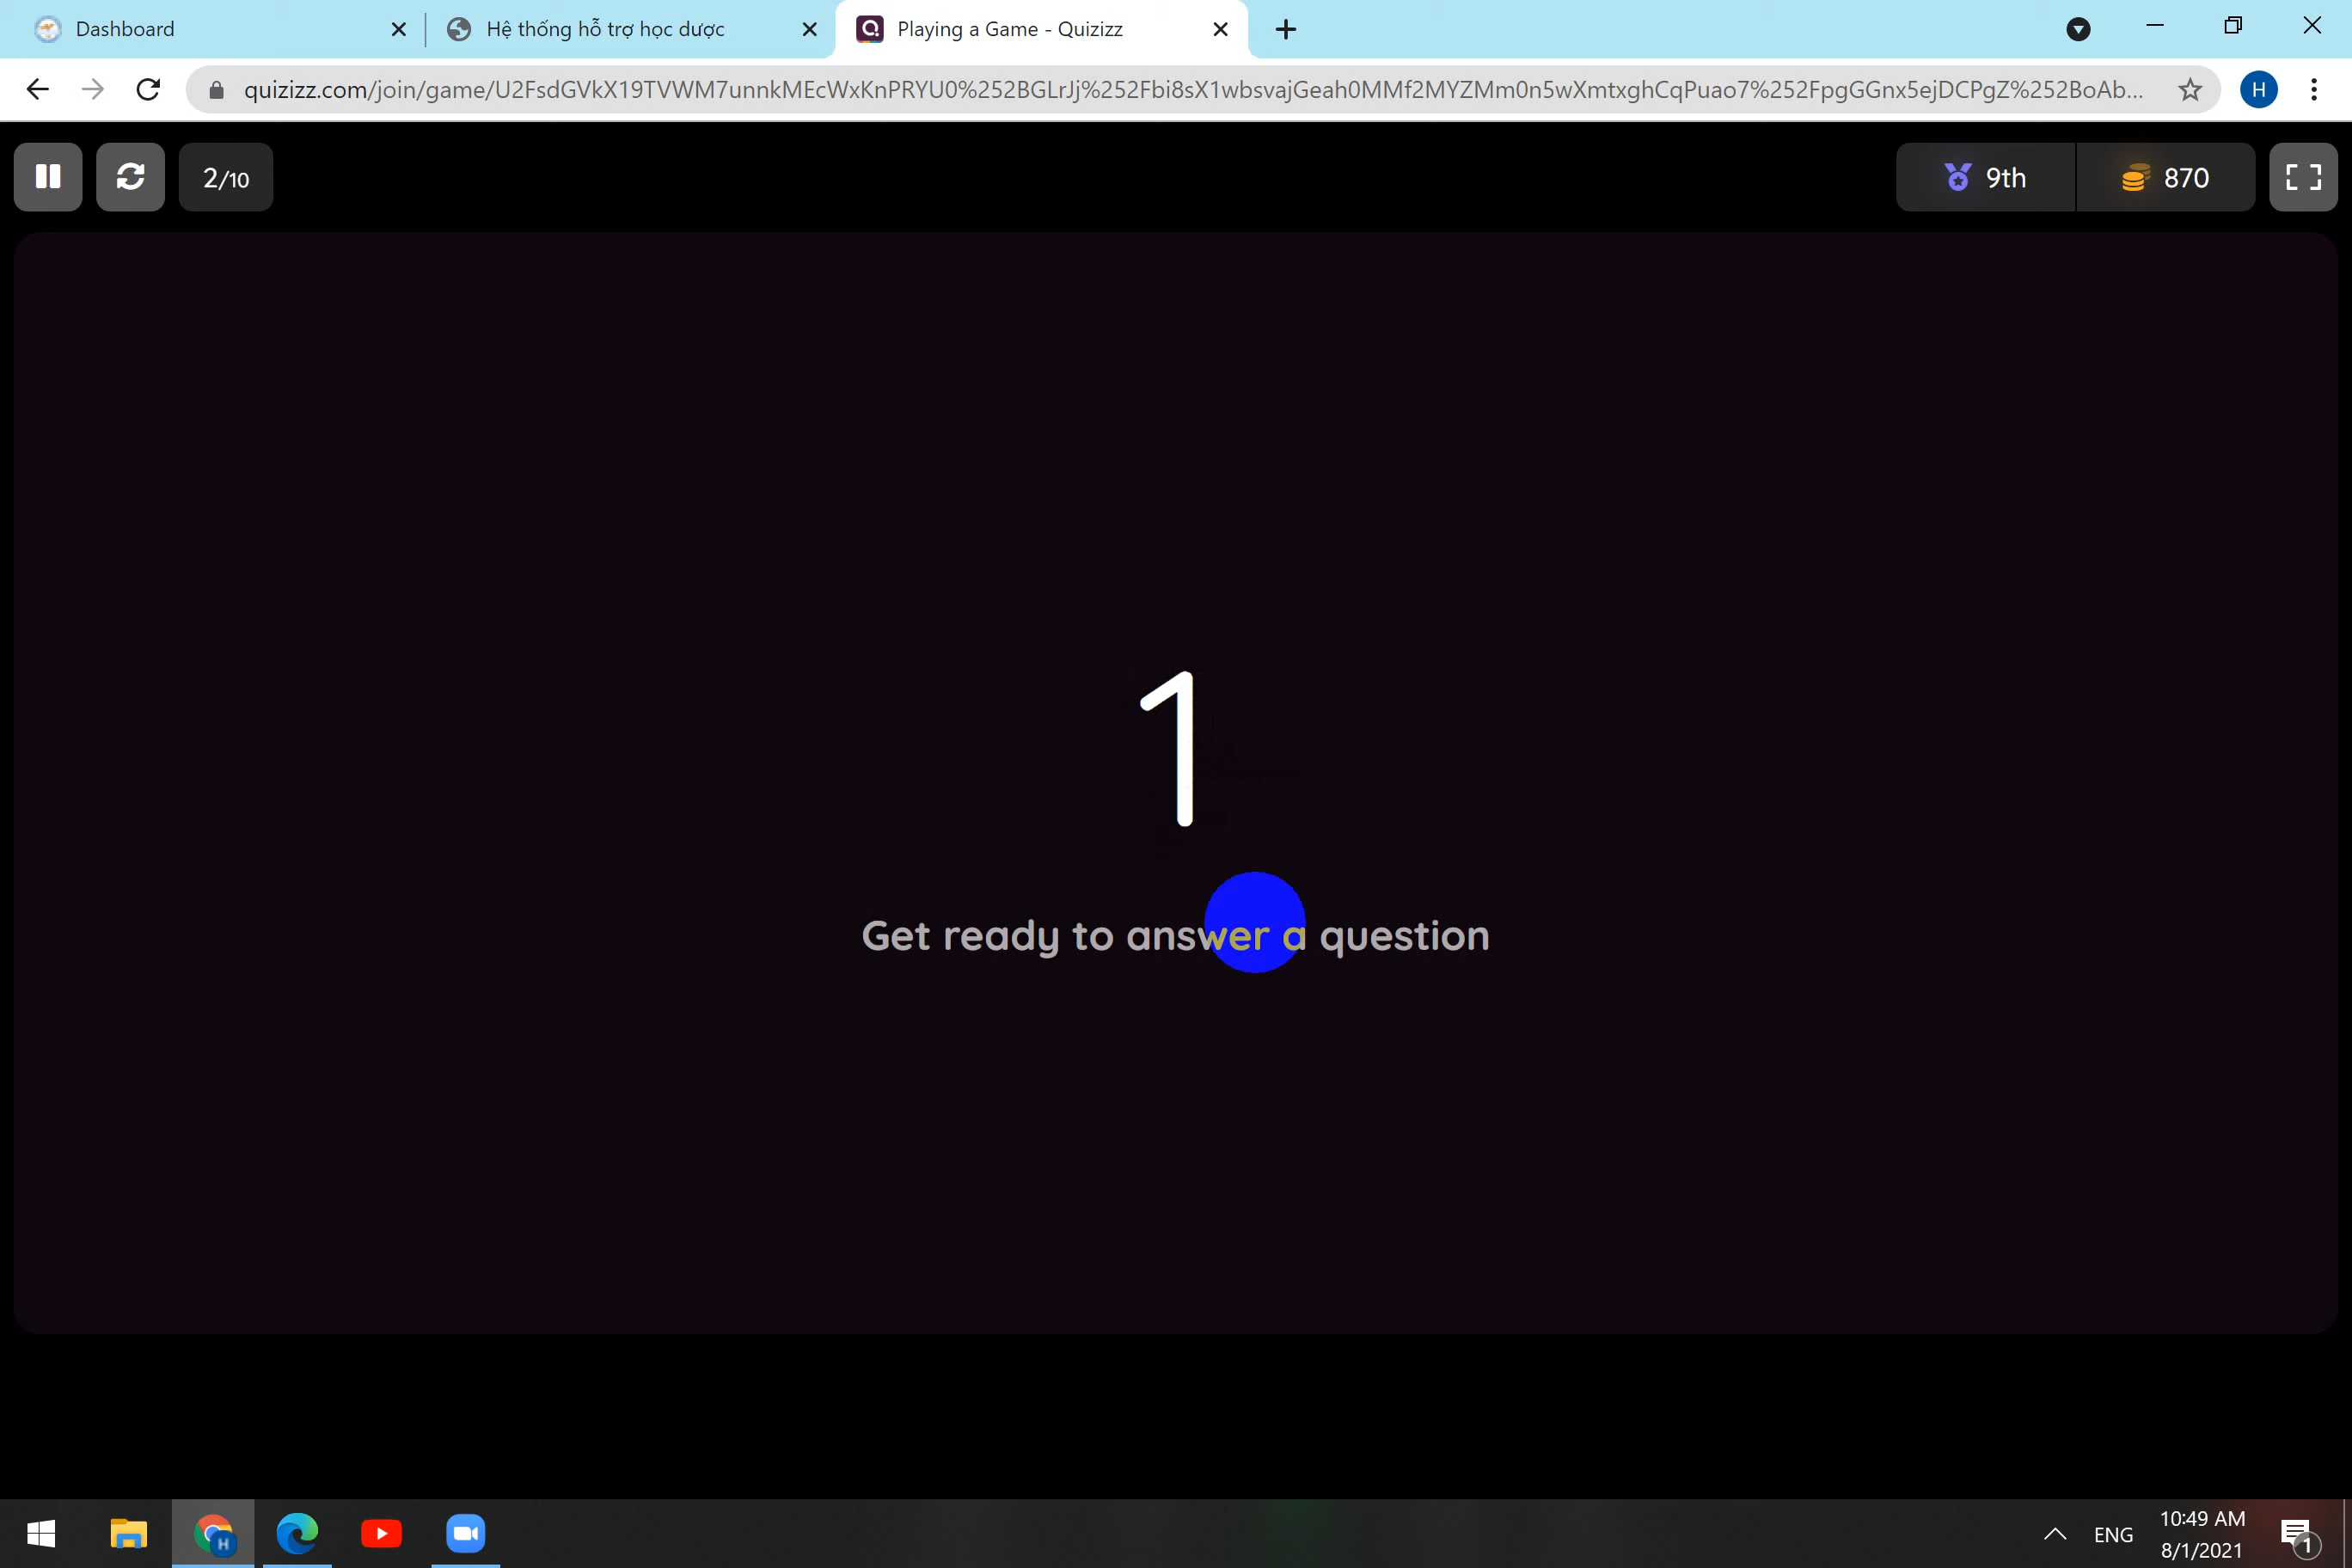 Dashboard
Hệ thống hỗ trợ học dược
Playing a Game - Quizizz
quizizz.com/join/game/U2FsdGVkX19TVWM7unnkMEcWxKnPRYU0%252BGLrJj%252Fbi8sX1wbsvajGeah0MMf2MYZMm0n5wXmtxghCqPuao7%252FpgGGnx5ejDCPgZ%252BoAb...
H
2/10
9th
870
1
Get ready to answer a question
H
ENG
10:49 AM
8/1/2021
1